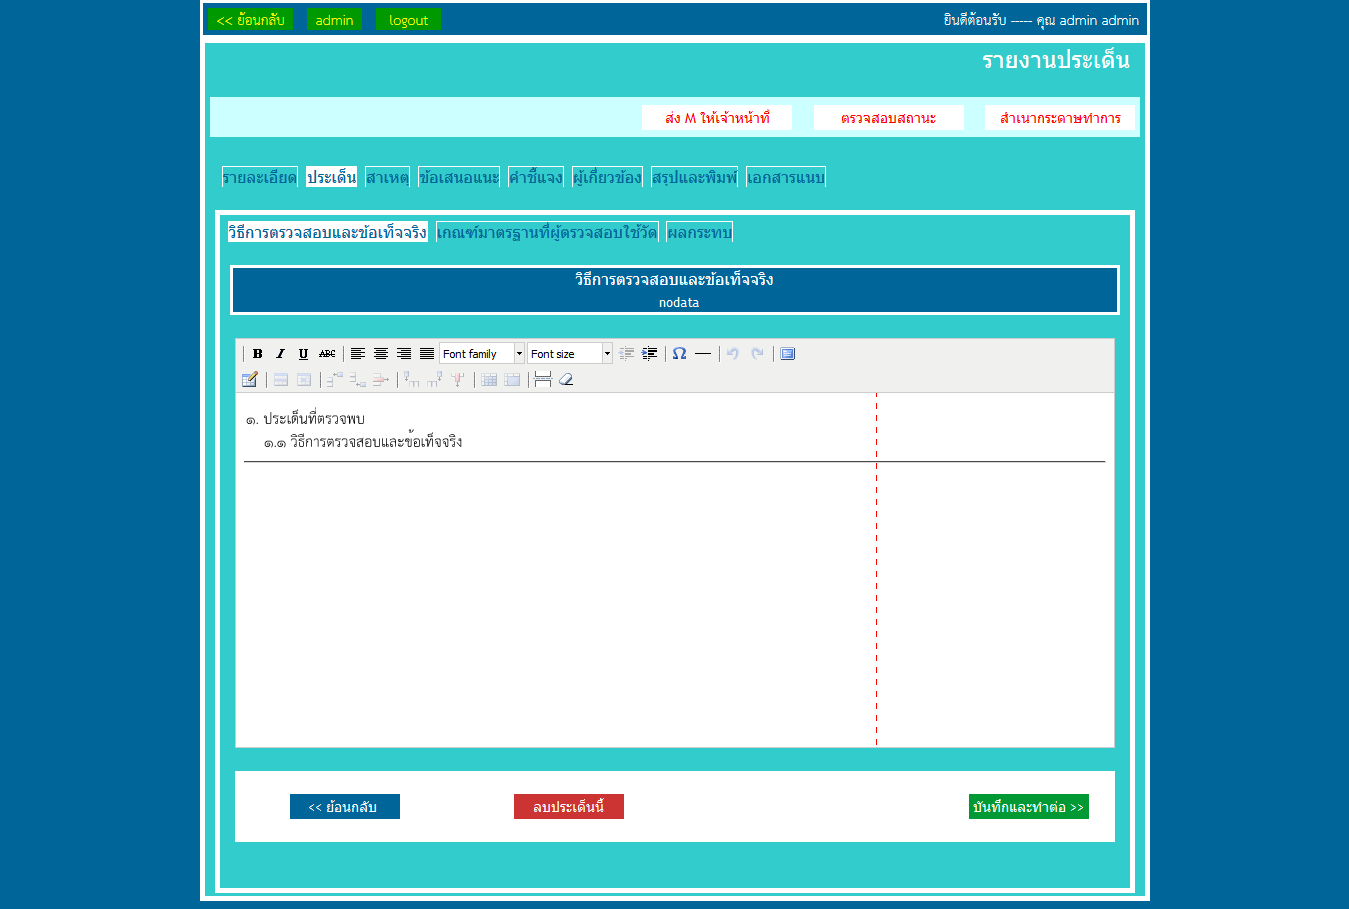 << ย้อนกลับ admin logout ยินดีต้อนรับ ----- คุณ admin admin
รายงานประเด็น
ส่ง M ให้เจ้าหน้าที่ ตรวจสอบสถานะ สำเนากระดาษทำการ
รายละเอียด ประเด็น สาเหตุ ข้อเสนอแนะ คำชี้แจง ผู้เกี่ยวข้อง สรุปและพิมพ์ เอกสารแนบ
วิธีการตรวจสอบและข้อเท็จจริง เกณฑ์มาตรฐานที่ผู้ตรวจสอบใช้วัด ผลกระทบ
วิธีการตรวจสอบและข้อเท็จจริง
nodata
B I U ABC Font family Font size Ω
๑. ประเด็นที่ตรวจพบ
๑.๑ วิธีการตรวจสอบและข้อเท็จจริง
<< ย้อนกลับ ลบประเด็นนี้ บันทึกและทำต่อ >>